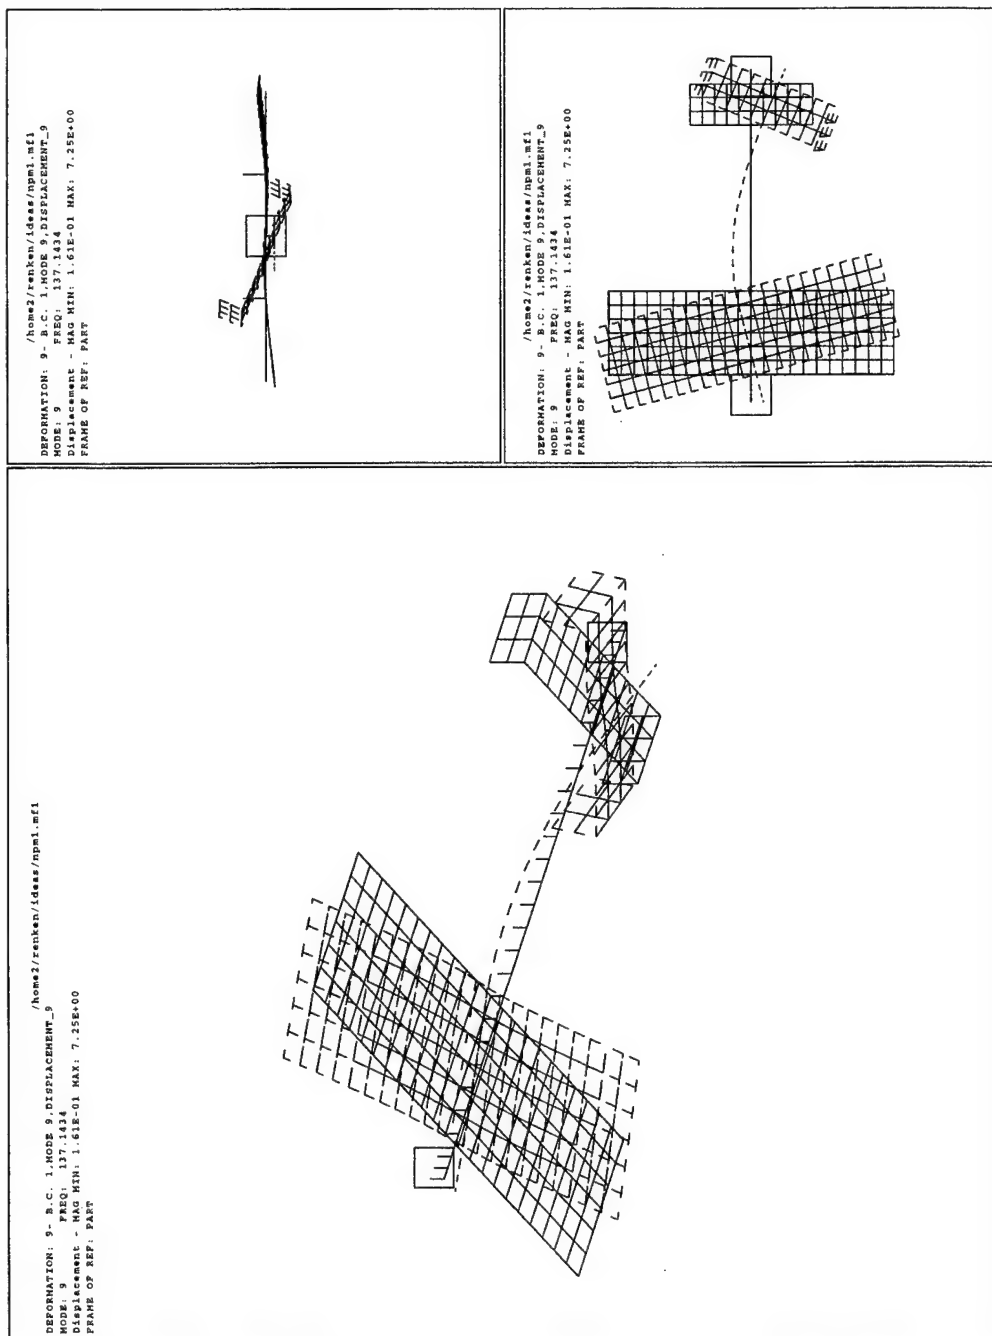 /home2/renken/ideas/npm1.mf1
DEFORMATION: 9- B.C. 1,MODE 9,DISPLACEMENT_9
MODE: 9 FREQ: 137.1434
Displacement - MAG MIN: 1.61E-01 MAX: 7.25E+00
FRAME OF REF: PART
/home2/renken/ideas/npm1.mf1
DEFORMATION: 9- B.C. 1,MODE 9,DISPLACEMENT_9
MODE: 9 FREQ: 137.1434
Displacement - MAG MIN: 1.61E-01 MAX: 7.25E+00
FRAME OF REF: PART
/home2/renken/ideas/npm1.mf1
DEFORMATION: 9- B.C. 1,MODE 9,DISPLACEMENT_9
MODE: 9 FREQ: 137.1434
Displacement - MAG MIN: 1.61E-01 MAX: 7.25E+00
FRAME OF REF: PART